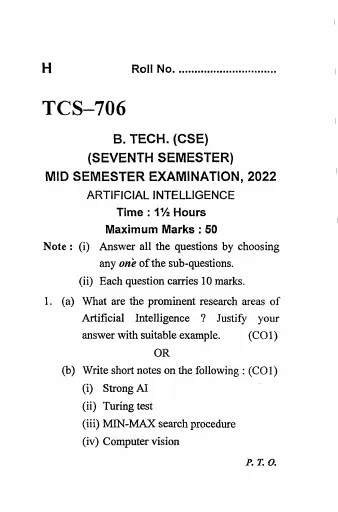 H Roll No. ..............................
TCS–706
B. TECH. (CSE)
(SEVENTH SEMESTER)
MID SEMESTER EXAMINATION, 2022
ARTIFICIAL INTELLIGENCE
Time : 1½ Hours
Maximum Marks : 50
Note : (i) Answer all the questions by choosing
any one of the sub-questions.
(ii) Each question carries 10 marks.
1. (a) What are the prominent research areas of
Artificial Intelligence ? Justify your
answer with suitable example. (CO1)
OR
(b) Write short notes on the following : (CO1)
(i) Strong AI
(ii) Turing test
(iii) MIN-MAX search procedure
(iv) Computer vision
P. T. O.